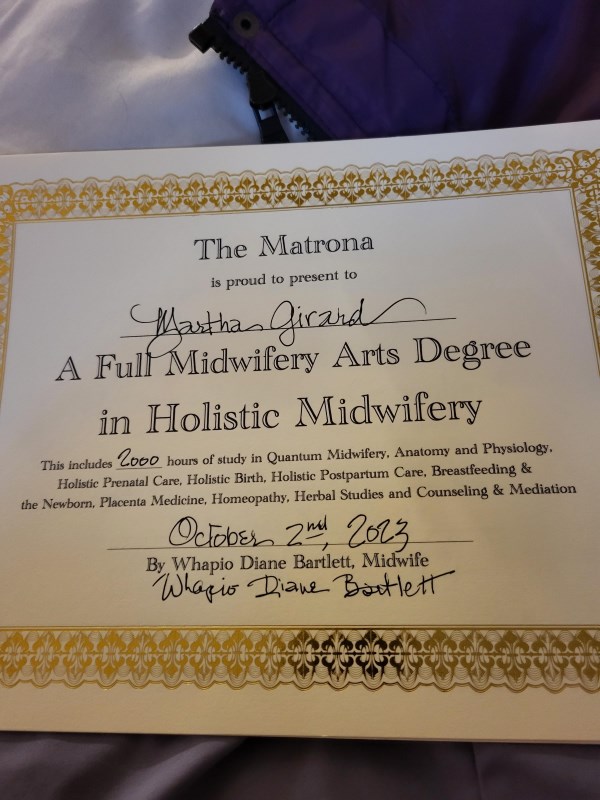 The Matrona
is proud to present to
Martha Girard
A Full Midwifery Arts Degree
in Holistic Midwifery
This includes 2000 hours of study in Quantum Midwifery, Anatomy and Physiology,
Holistic Prenatal Care, Holistic Birth, Holistic Postpartum Care, Breastfeeding &
the Newborn, Placenta Medicine, Homeopathy, Herbal Studies and Counseling & Mediation
October 2nd, 2023
By Whapio Diane Bartlett, Midwife
Whapio Diane Bartlett